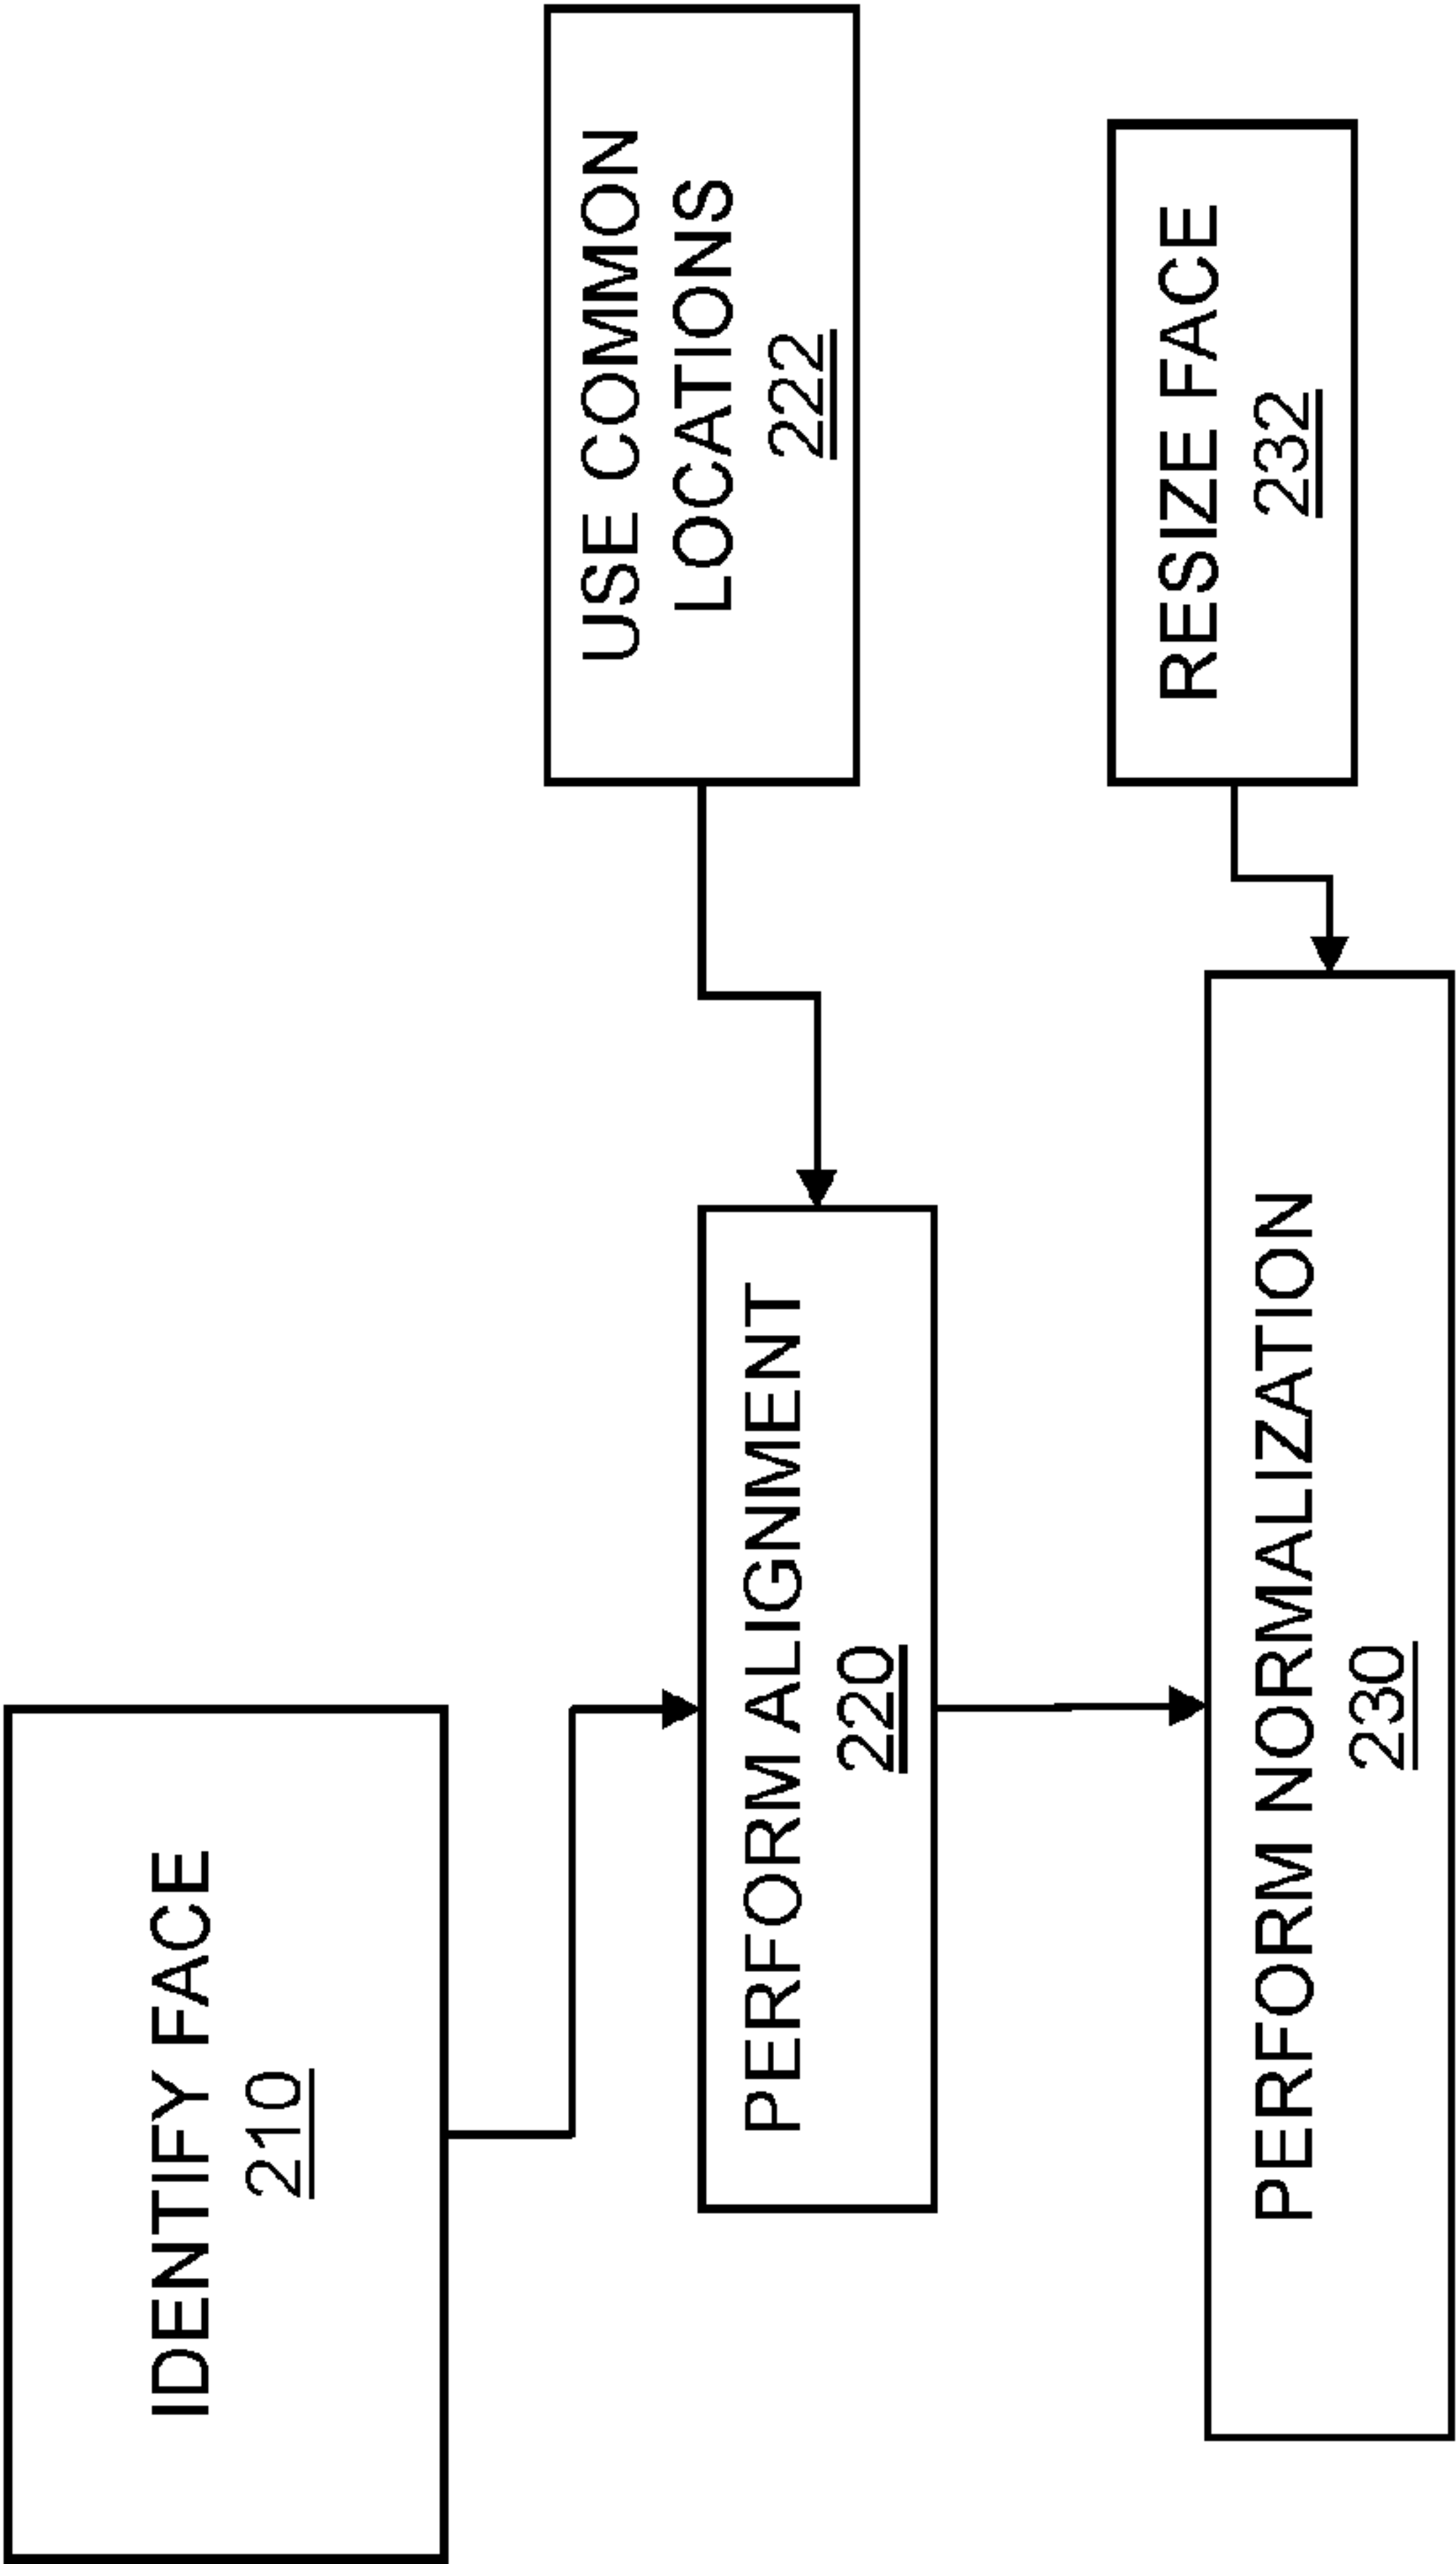 IDENTIFY FACE
210
USE COMMON
LOCATIONS
222
PERFORM ALIGNMENT
220
RESIZE FACE
232
PERFORM NORMALIZATION
230